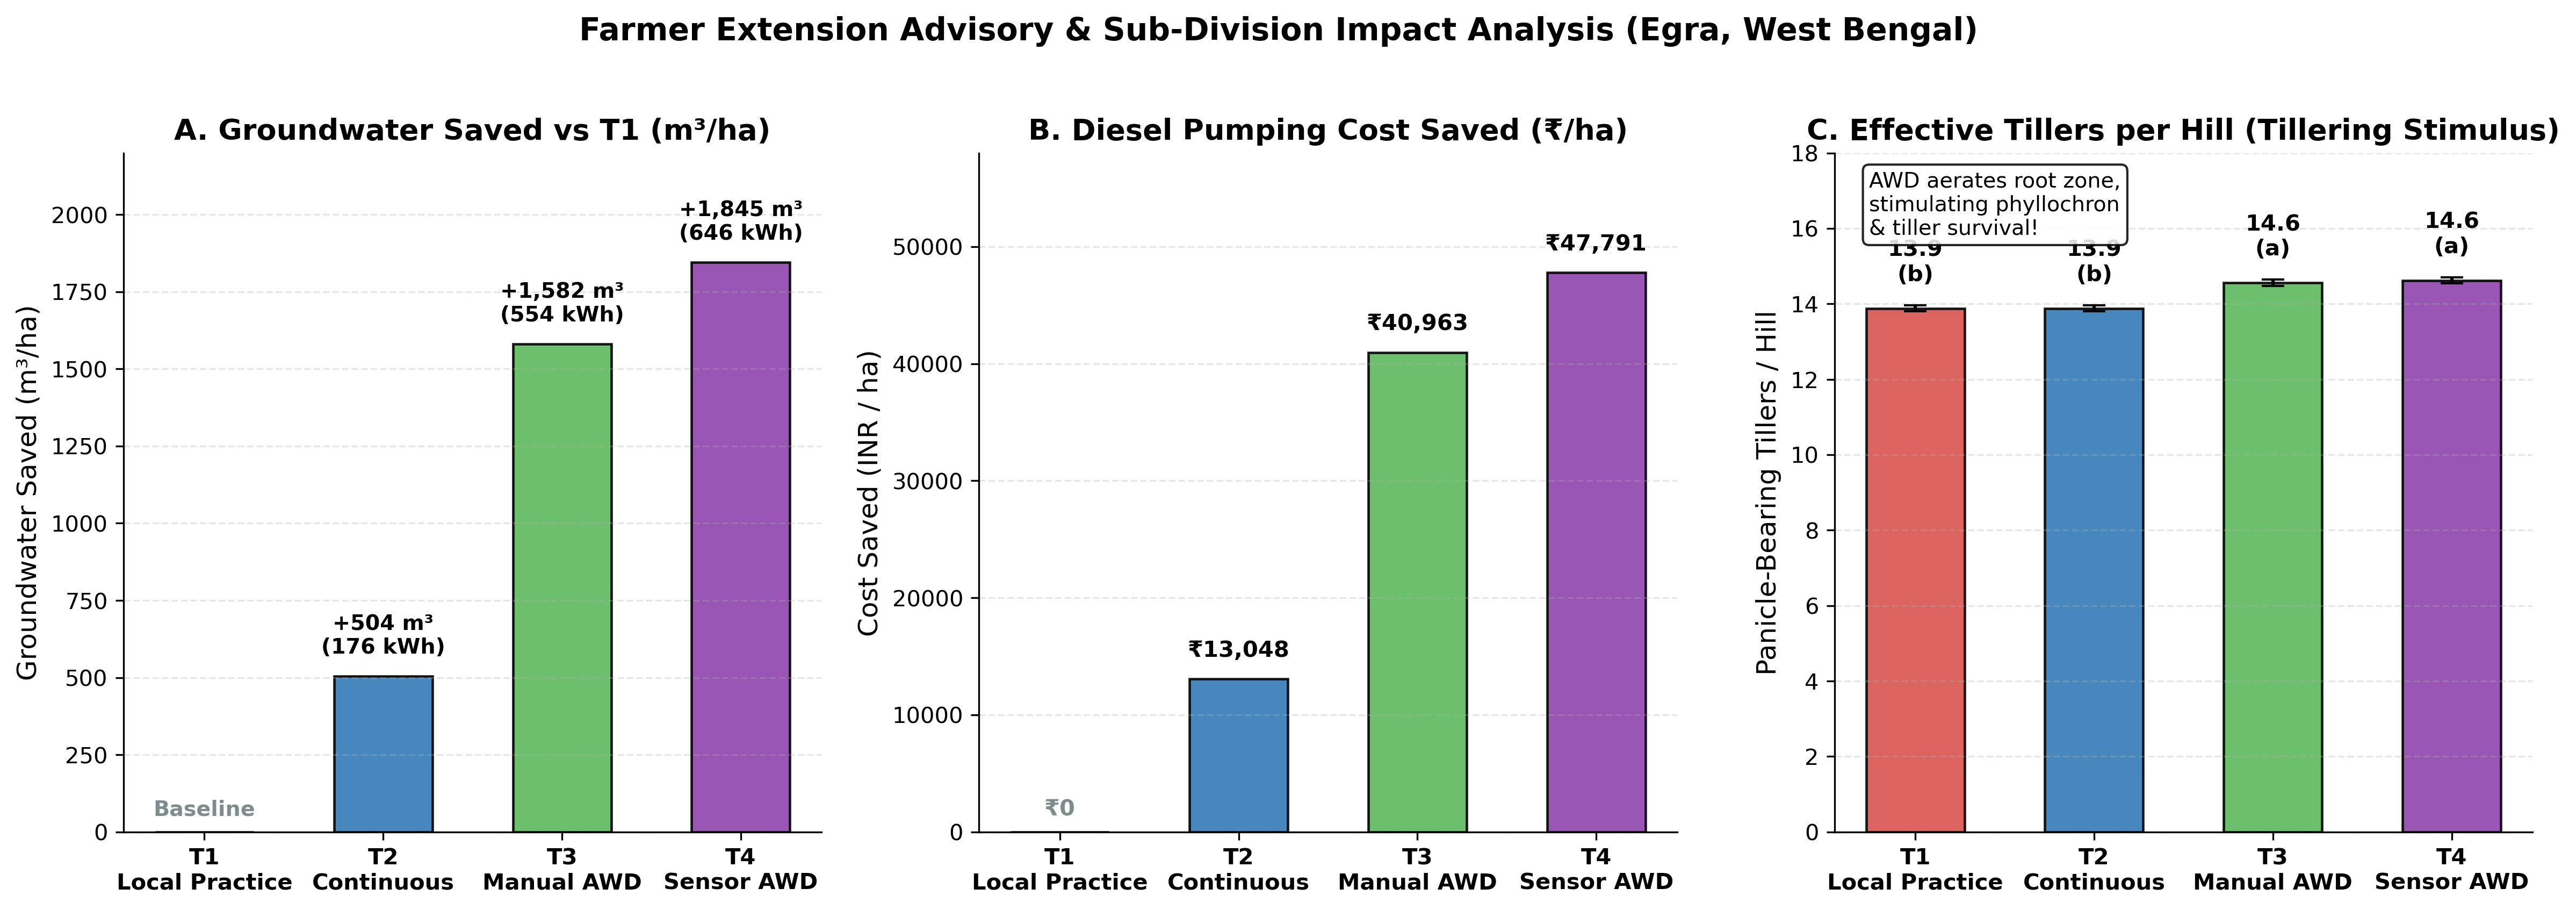 Farmer Extension Advisory & Sub-Division Impact Analysis (Egra, West Bengal)
A. Groundwater Saved vs T1 (m³/ha)
Groundwater Saved (m³/ha)
2000
1750
1500
1250
1000
750
500
250
0
Baseline
+504 m³
(176 kWh)
+1,582 m³
(554 kWh)
+1,845 m³
(646 kWh)
T1
Local Practice
T2
Continuous
T3
Manual AWD
T4
Sensor AWD
B. Diesel Pumping Cost Saved (₹/ha)
Cost Saved (INR / ha)
50000
40000
30000
20000
10000
0
₹0
₹13,048
₹40,963
₹47,791
T1
Local Practice
T2
Continuous
T3
Manual AWD
T4
Sensor AWD
C. Effective Tillers per Hill (Tillering Stimulus)
Panicle-Bearing Tillers / Hill
18
16
14
12
10
8
6
4
2
0
AWD aerates root zone,
stimulating phyllochron
& tiller survival!
13.9
(b)
13.9
(b)
14.6
(a)
14.6
(a)
T1
Local Practice
T2
Continuous
T3
Manual AWD
T4
Sensor AWD